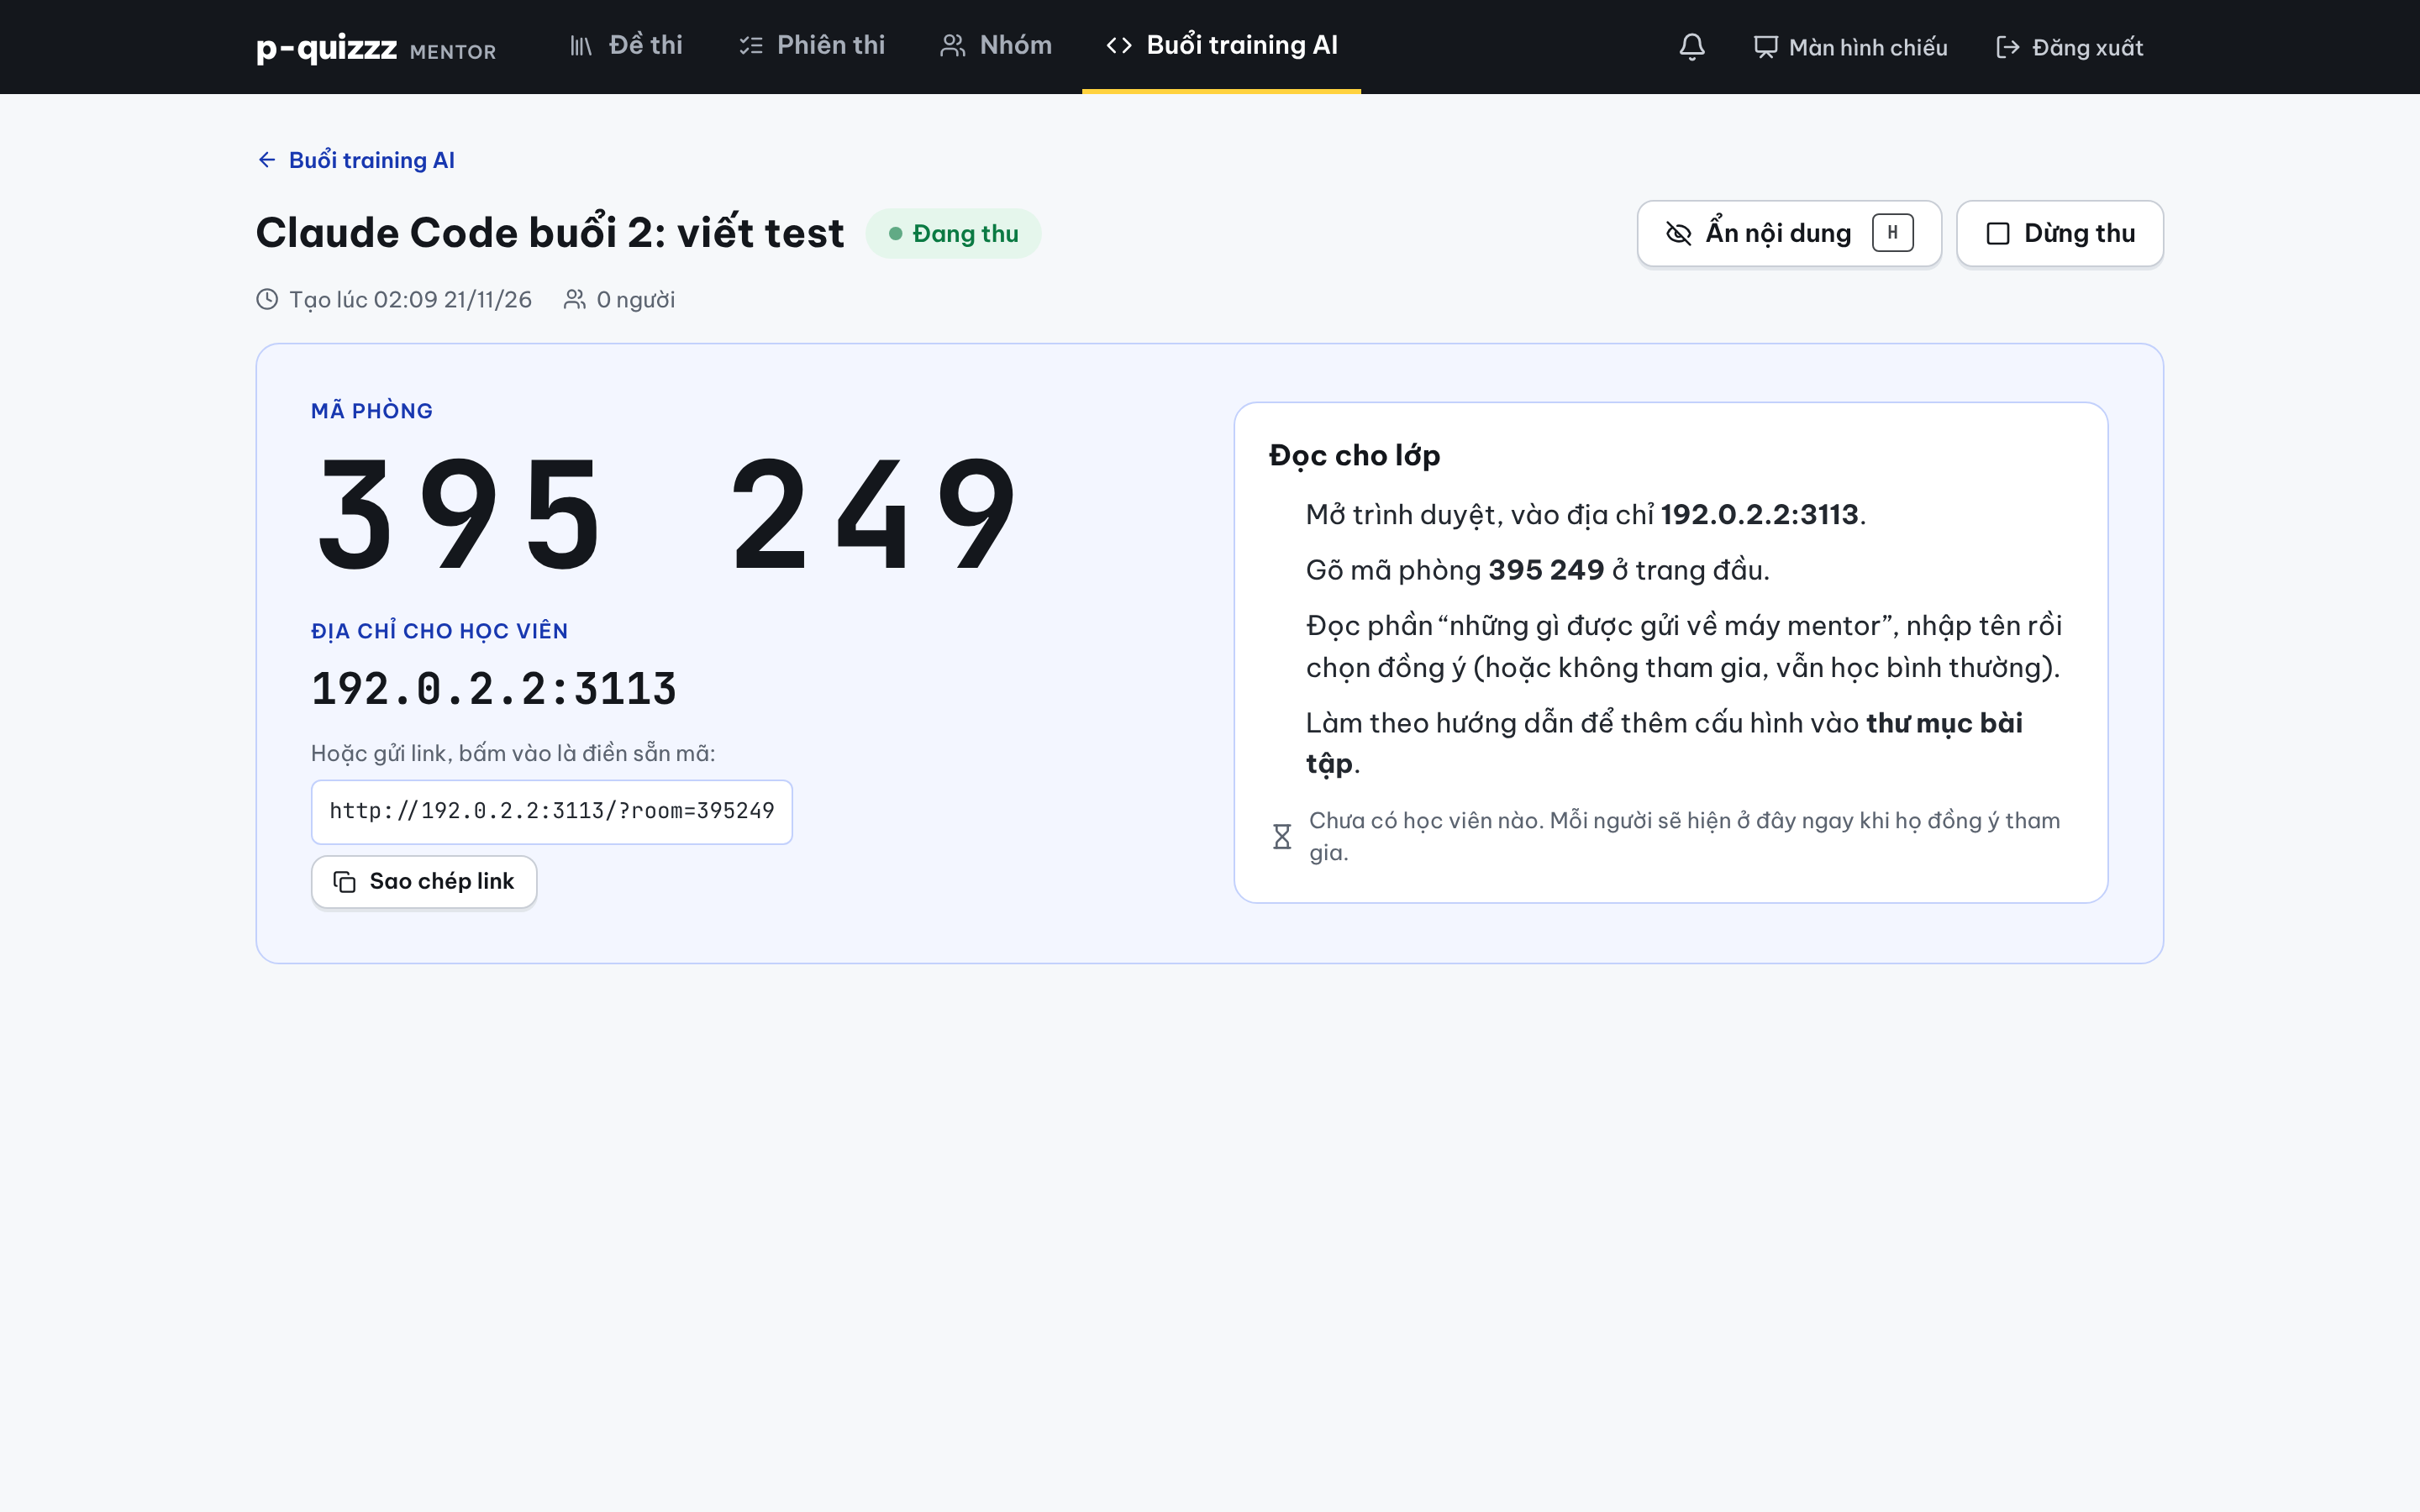 p-quizzz MENTOR
Đề thi
Phiên thi
Nhóm
Buổi training AI
Màn hình chiếu
Đăng xuất
Buổi training AI
Claude Code buổi 2: viết test
Đang thu
Ẩn nội dung H
Dừng thu
Tạo lúc 02:09 21/11/26
0 người
MÃ PHÒNG
395 249
ĐỊA CHỈ CHO HỌC VIÊN
192.0.2.2:3113
Hoặc gửi link, bấm vào là điền sẵn mã:
http://192.0.2.2:3113/?room=395249
Sao chép link
Đọc cho lớp
Mở trình duyệt, vào địa chỉ 192.0.2.2:3113.
Gõ mã phòng 395 249 ở trang đầu.
Đọc phần “những gì được gửi về máy mentor”, nhập tên rồi
chọn đồng ý (hoặc không tham gia, vẫn học bình thường).
Làm theo hướng dẫn để thêm cấu hình vào thư mục bài
tập.
Chưa có học viên nào. Mỗi người sẽ hiện ở đây ngay khi họ đồng ý tham
gia.